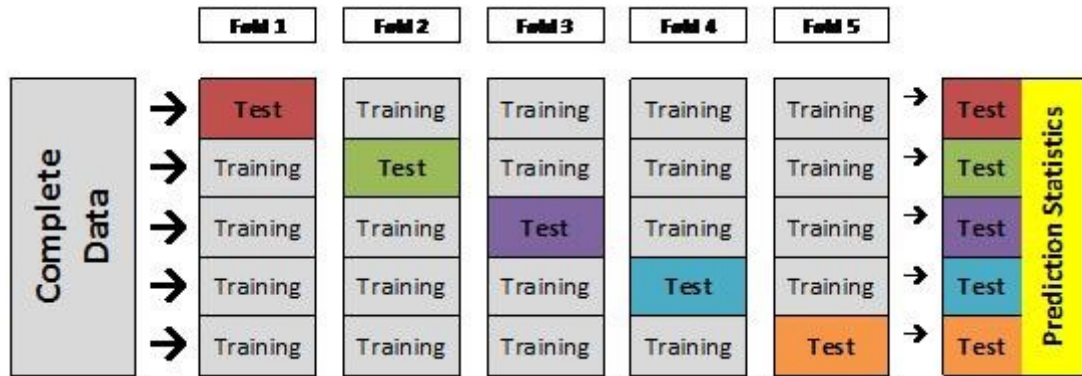 Fold 1 Fold 2 Fold 3 Fold 4 Fold 5
Complete
Data
Test Training Training Training Training Test
Training Test Training Training Training Test
Training Training Test Training Training Test
Training Training Training Test Training Test
Training Training Training Training Test Test
Prediction Statistics